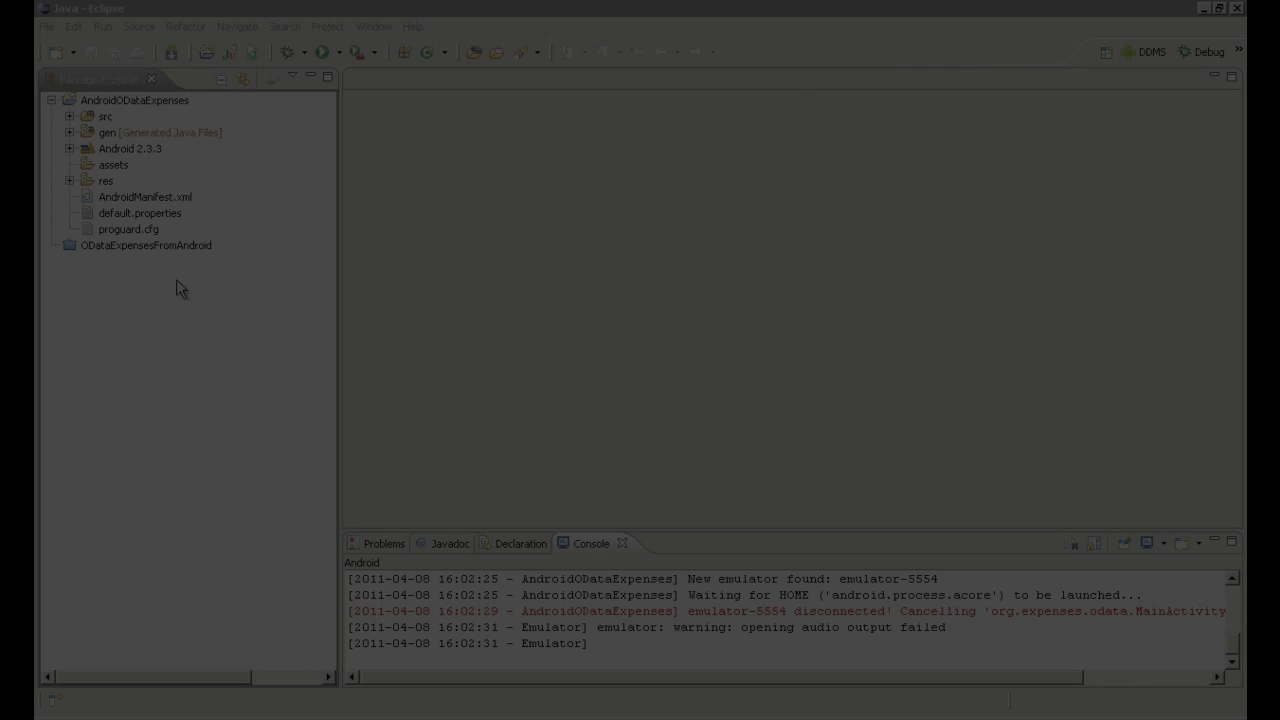 Java - Eclipse
File Edit Run Source Refactor Navigate Search Project Window Help
DDMS Debug »
Package Explorer
AndroidODataExpenses
src
gen [Generated Java Files]
Android 2.3.3
assets
res
AndroidManifest.xml
default.properties
proguard.cfg
ODataExpensesFromAndroid
Problems @ Javadoc Declaration Console
Android
[2011-04-08 16:02:25 - AndroidODataExpenses] New emulator found: emulator-5554
[2011-04-08 16:02:25 - AndroidODataExpenses] Waiting for HOME ('android.process.acore') to be launched...
[2011-04-08 16:02:29 - AndroidODataExpenses] emulator-5554 disconnected! Cancelling 'org.expenses.odata.MainActivity
[2011-04-08 16:02:31 - Emulator] emulator: warning: opening audio output failed
[2011-04-08 16:02:31 - Emulator]